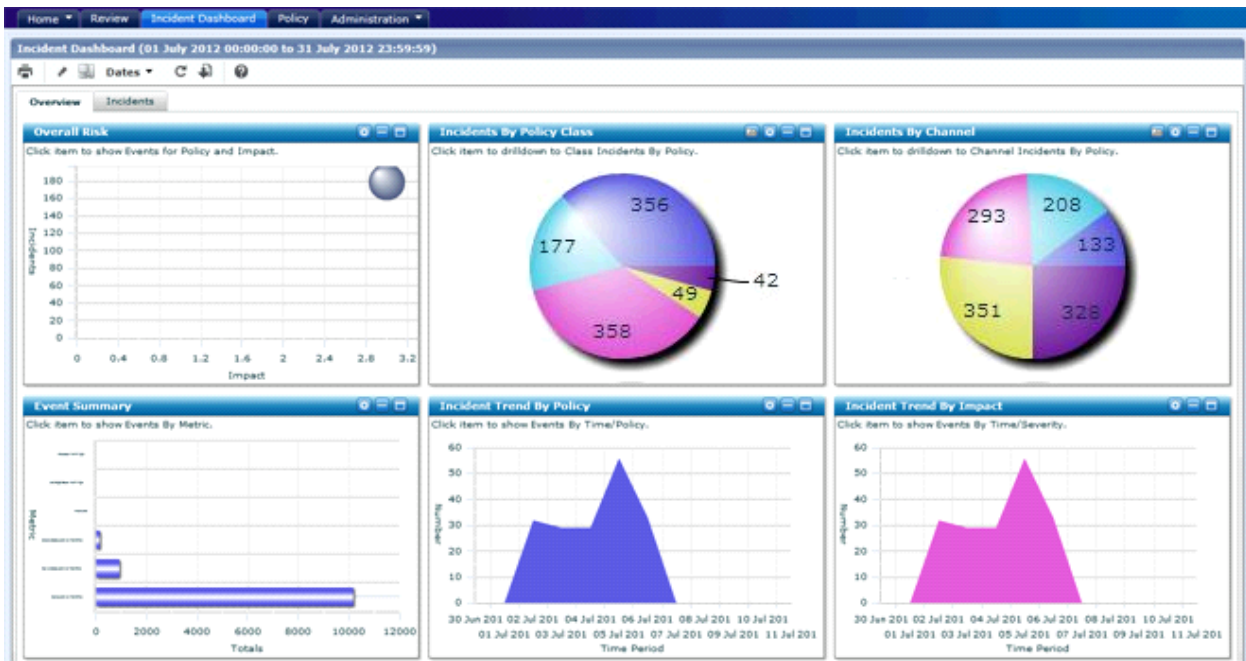 Home Review Incident Dashboard Policy Administration
Incident Dashboard (01 July 2012 00:00:00 to 31 July 2012 23:59:59)
Dates
Overview Incidents
Overall Risk
Click item to show Events for Policy and Impact.
180
160
140
120
100
80
60
40
20
0
Incidents
0 0.4 0.8 1.2 1.6 2 2.4 2.8 3.2
Impact
Incidents By Policy Class
Click item to drilldown to Class Incidents By Policy.
356
177
42
49
358
Incidents By Channel
Click item to drilldown to Channel Incidents By Policy.
293
208
133
351
328
Event Summary
Click item to show Events By Metric.
Metric
0 2000 4000 6000 8000 10000 12000
Totals
Incident Trend By Policy
Click item to show Events By Time/Policy.
60
50
40
30
20
10
0
Number
30 Jun 201 02 Jul 201 04 Jul 201 06 Jul 201 08 Jul 201 10 Jul 201
01 Jul 201 03 Jul 201 05 Jul 201 07 Jul 201 09 Jul 201 11 Jul 201
Time Period
Incident Trend By Impact
Click item to show Events By Time/Severity.
60
50
40
30
20
10
0
Number
30 Jun 201 02 Jul 201 04 Jul 201 06 Jul 201 08 Jul 201 10 Jul 201
01 Jul 201 03 Jul 201 05 Jul 201 07 Jul 201 09 Jul 201 11 Jul 201
Time Period